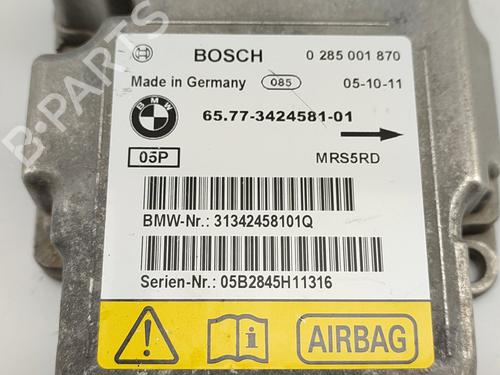 BOSCH 0 285 001 870
Made in Germany 085 05-10-11
BMW 65.77-3424581-01
05P MRS5RD
BMW-Nr.: 31342458101Q
Serien-Nr.: 05B2845H11316
AIRBAG
B-PARTS